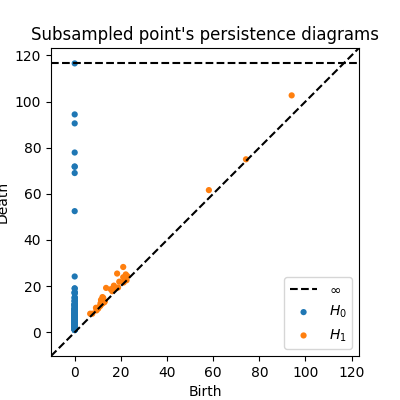 Subsampled point's persistence diagrams
120
100
80
60
40
20
0
Death
0 20 40 60 80 100 120
Birth
∞
H₀
H₁